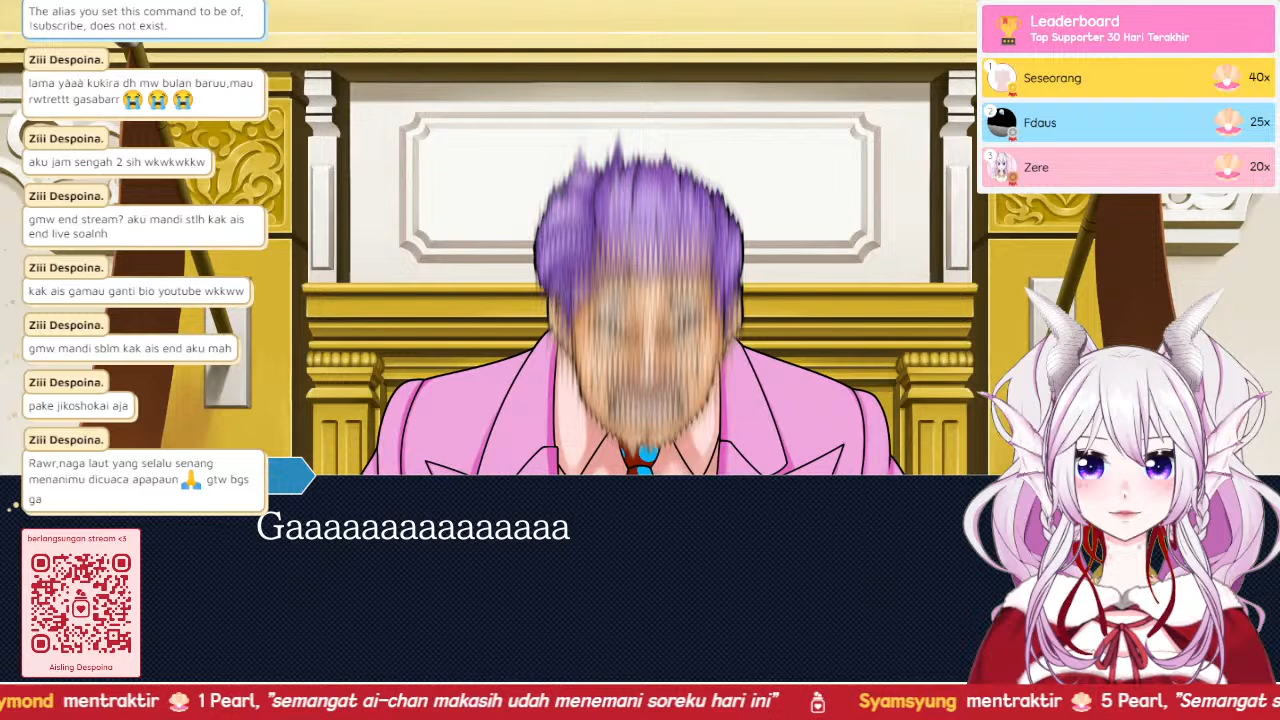 The alias you set this command to be of,
!subscribe, does not exist.
Ziii Despoina.
lama yàaà kukira dh mw bulan baruu,mau
rwtrettt gasabarr 😭 😭 😭
Ziii Despoina.
aku jam sengah 2 sih wkwkwkkw
Ziii Despoina.
gmw end stream? aku mandi stlh kak ais
end live soalnh
Ziii Despoina.
kak ais gamau ganti bio youtube wkkww
Ziii Despoina.
gmw mandi sblm kak ais end aku mah
Ziii Despoina.
pake jikoshokai aja
Ziii Despoina.
Rawr,naga laut yang selalu senang
menanimu dicuaca apapaun🙏 gtw bgs
ga
Leaderboard
Top Supporter 30 Hari Terakhir
1 Seseorang 40x
2 Fdaus 25x
3 Zere 20x
Gaaaaaaaaaaaaaaa
berlangsungan stream <3
Aisling Despoina
ymond mentraktir 1 Pearl, "semangat ai-chan makasih udah menemani soreku hari ini" Syamsyung mentraktir 5 Pearl, "Semangat s